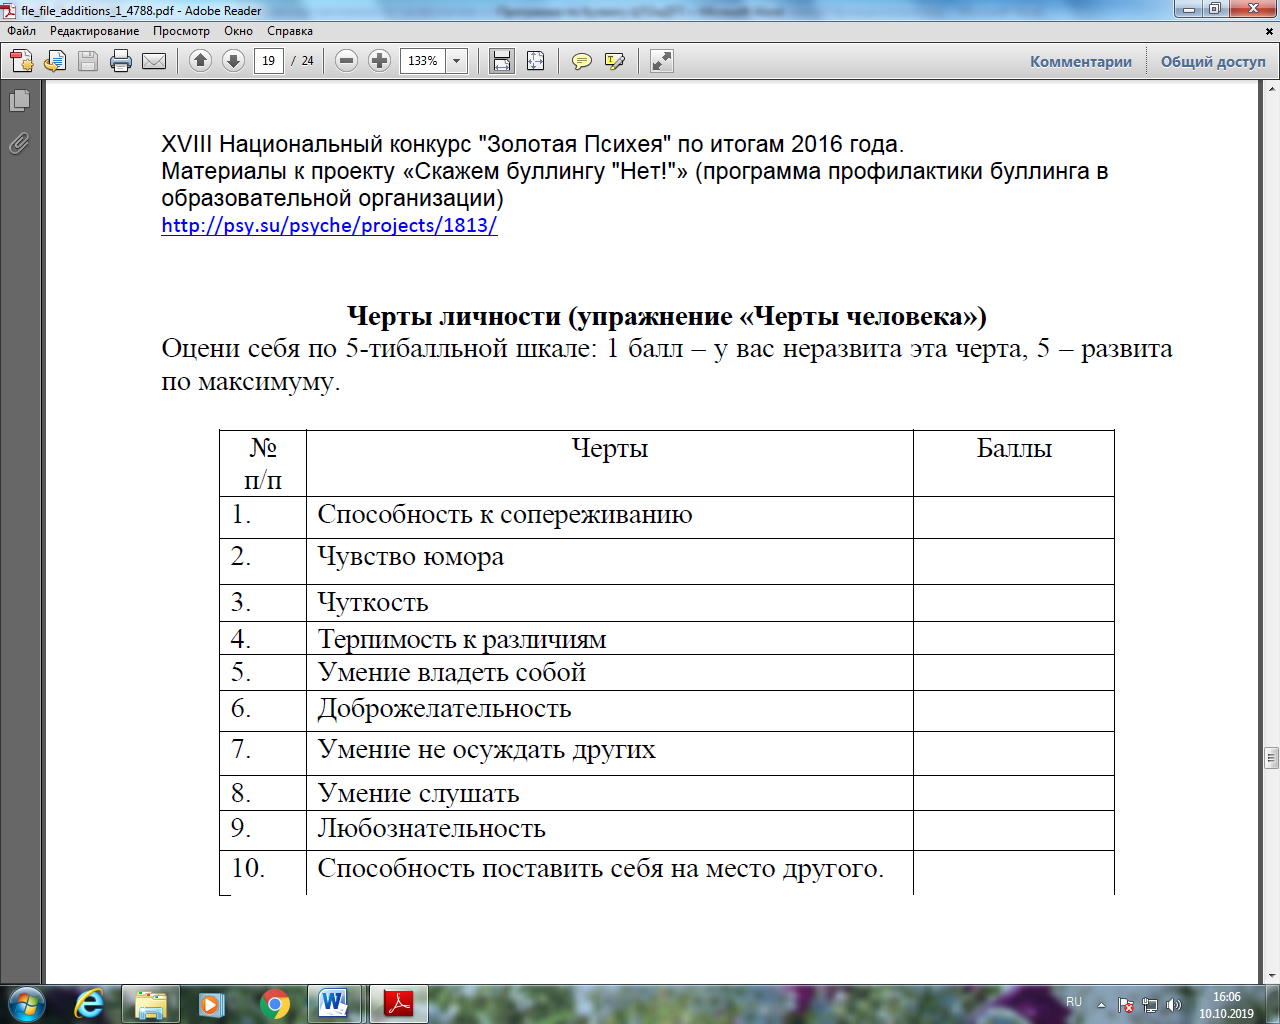 fle_file_additions_1_4788.pdf - Adobe Reader
Файл Редактирование Просмотр Окно Справка
19 / 24 133% Комментарии Общий доступ
XVIII Национальный конкурс "Золотая Психея" по итогам 2016 года.
Материалы к проекту «Скажем буллингу "Нет!"» (программа профилактики буллинга в
образовательной организации)
http://psy.su/psyche/projects/1813/
Черты личности (упражнение «Черты человека»)
Оцени себя по 5-тибалльной шкале: 1 балл – у вас неразвита эта черта, 5 – развита
по максимуму.
№ п/п Черты Баллы
1. Способность к сопереживанию
2. Чувство юмора
3. Чуткость
4. Терпимость к различиям
5. Умение владеть собой
6. Доброжелательность
7. Умение не осуждать других
8. Умение слушать
9. Любознательность
10. Способность поставить себя на место другого.
RU 16:06
10.10.2019